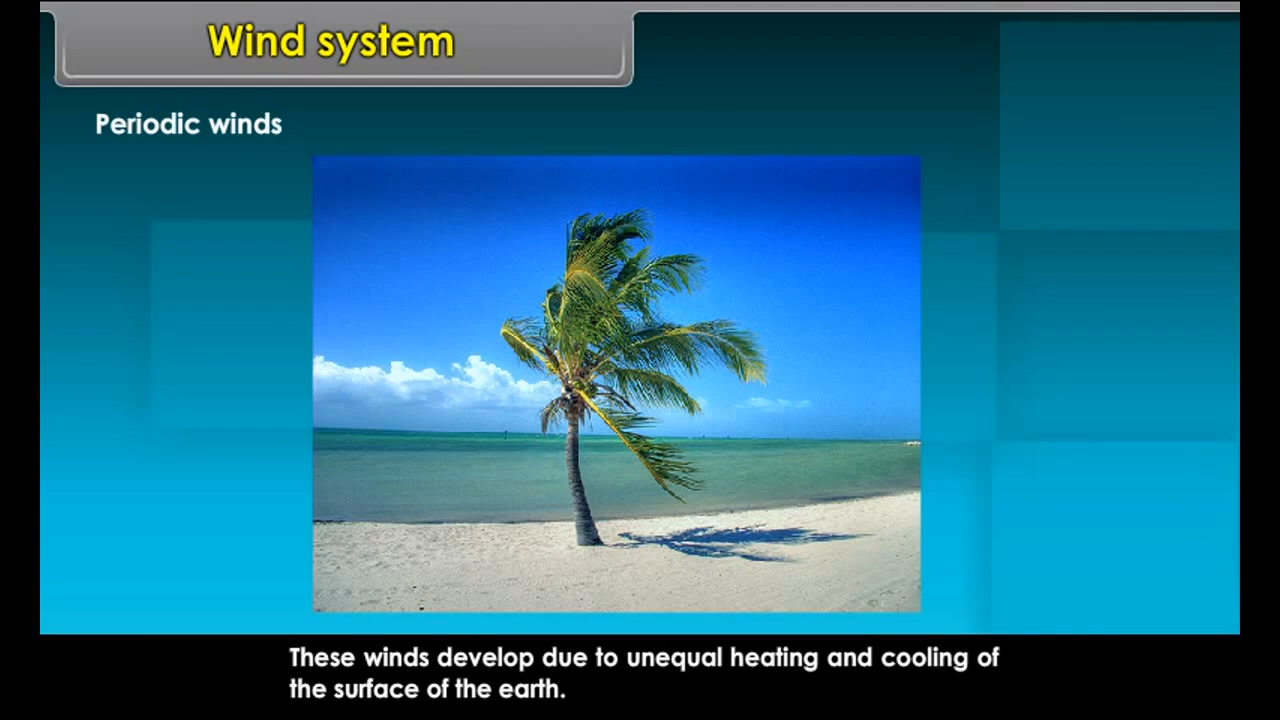 Wind system
Periodic winds
These winds develop due to unequal heating and cooling of
the surface of the earth.